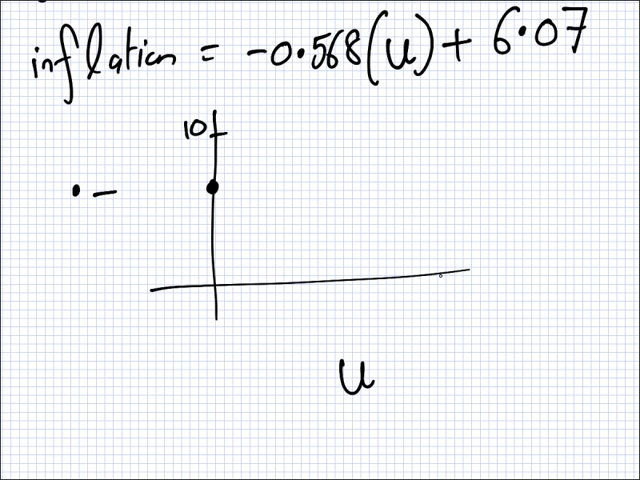 inflation = -0.568(u) + 6.07
10
u